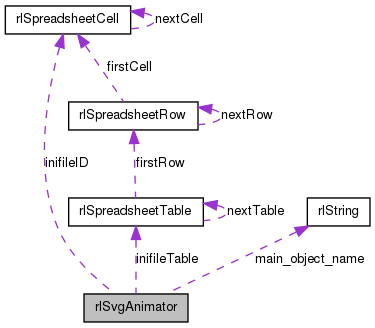 rlSpreadsheetCell
nextCell
firstCell
rlSpreadsheetRow
nextRow
inifileID
firstRow
rlSpreadsheetTable
nextTable
rlString
inifileTable
main_object_name
rlSvgAnimator